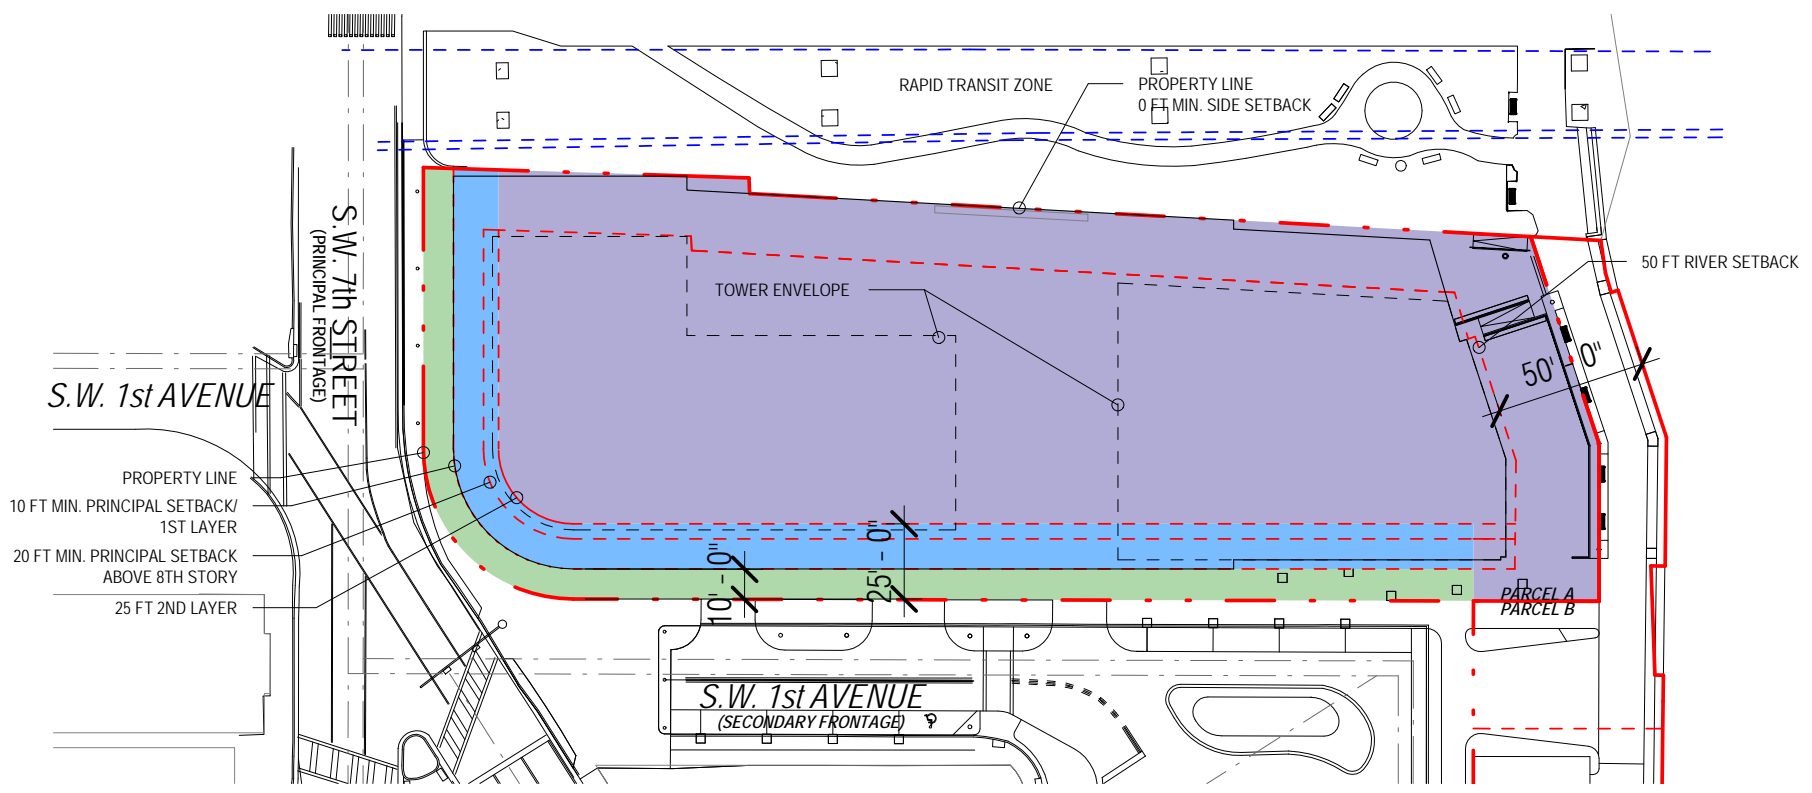 RAPID TRANSIT ZONE
PROPERTY LINE
0 FT MIN. SIDE SETBACK
S.W. 7th STREET
(PRINCIPAL FRONTAGE)
50 FT RIVER SETBACK
TOWER ENVELOPE
50' 0"
S.W. 1st AVENUE
PROPERTY LINE
10 FT MIN. PRINCIPAL SETBACK/
1ST LAYER
20 FT MIN. PRINCIPAL SETBACK
ABOVE 8TH STORY
25 FT 2ND LAYER
10' - 0"
25' - 0"
PARCEL A
PARCEL B
S.W. 1st AVENUE
(SECONDARY FRONTAGE)